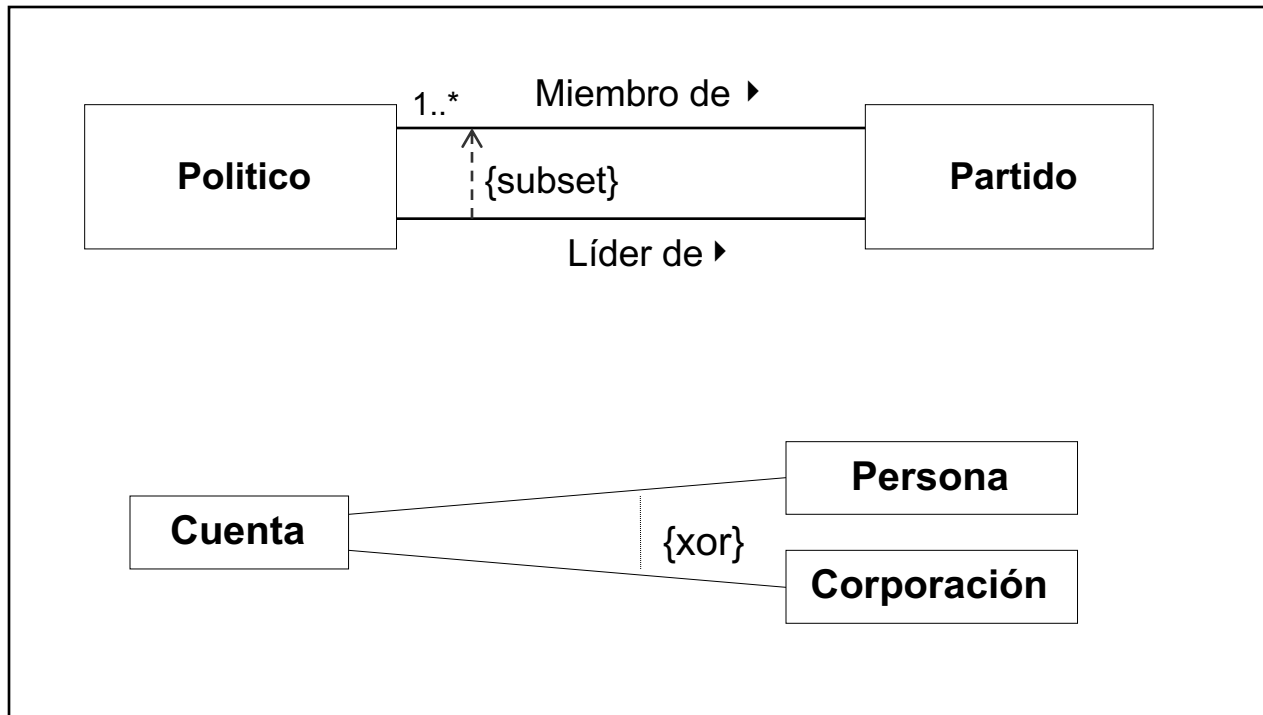 1..*
Miembro de
Politico
{subset}
Partido
Líder de
Persona
Cuenta
{xor}
Corporación